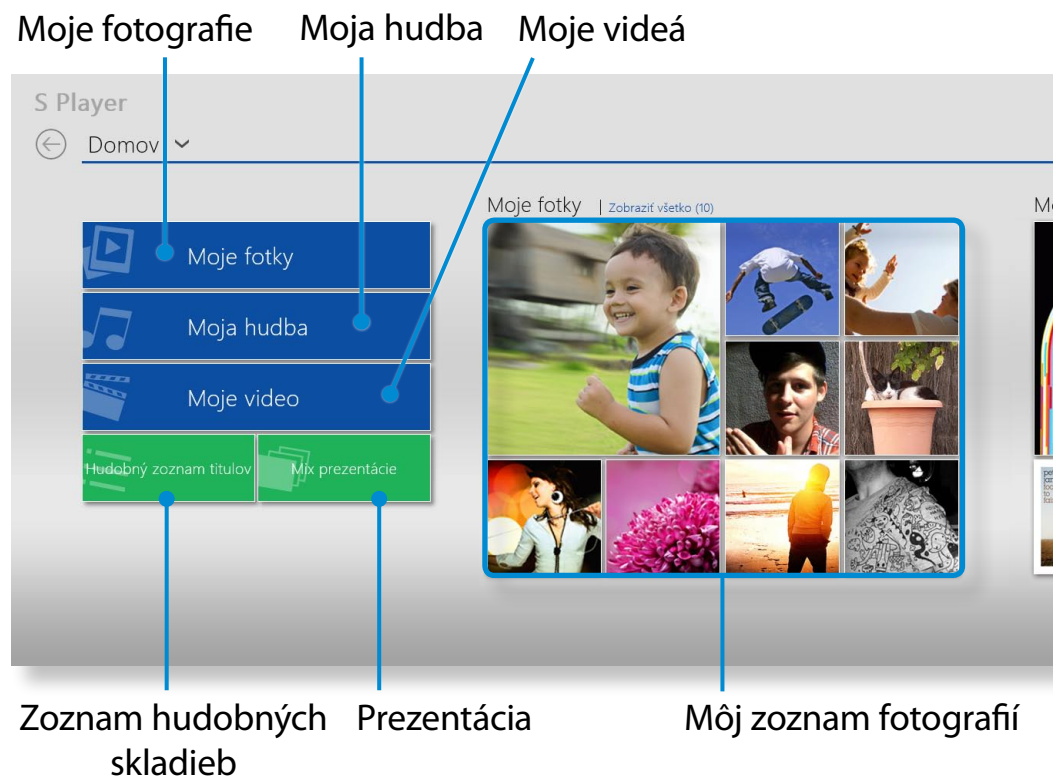 Moje fotografie
Moja hudba
Moje videá
S Player
Domov
Moje fotky | Zobraziť všetko (10)
Moje fotky
Moja hudba
Moje video
Hudobný zoznam titulov
Mix prezentácie
Zoznam hudobných
skladieb
Prezentácia
Môj zoznam fotografií